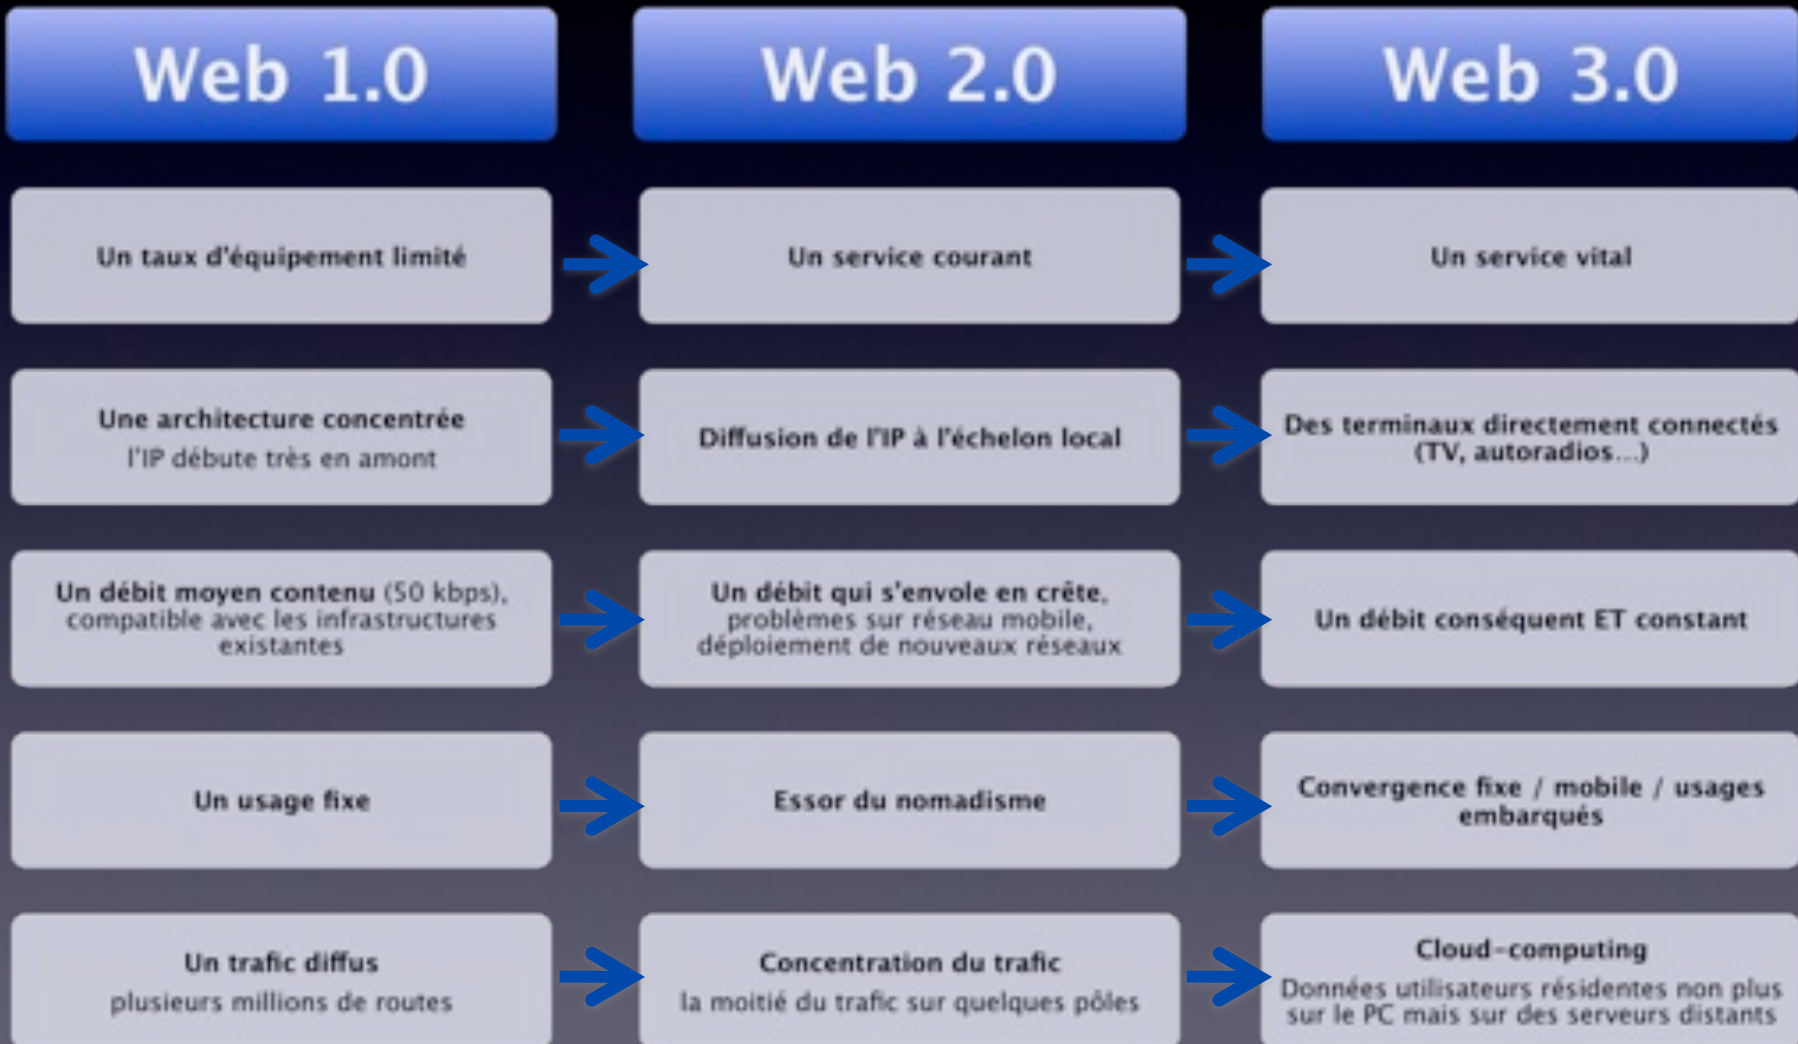 Web 1.0
Web 2.0
Web 3.0
Un taux d'équipement limité
Un service courant
Un service vital
Une architecture concentrée
l'IP débute très en amont
Diffusion de l'IP à l'échelon local
Des terminaux directement connectés
(TV, autoradios...)
Un débit moyen contenu (50 kbps),
compatible avec les infrastructures
existantes
Un débit qui s'envole en crête,
problèmes sur réseau mobile,
déploiement de nouveaux réseaux
Un débit conséquent ET constant
Un usage fixe
Essor du nomadisme
Convergence fixe / mobile / usages
embarqués
Un trafic diffus
plusieurs millions de routes
Concentration du trafic
la moitié du trafic sur quelques pôles
Cloud-computing
Données utilisateurs résidentes non plus
sur le PC mais sur des serveurs distants